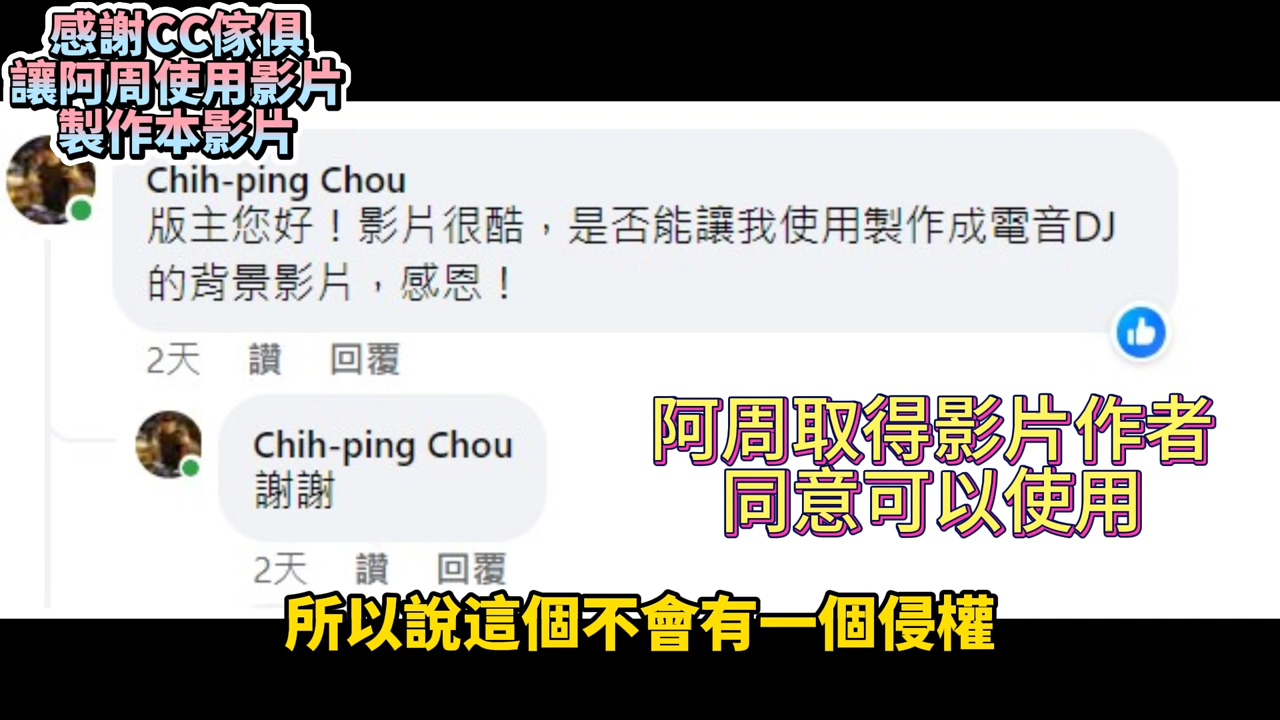 感謝CC傢俱
讓阿周使用影片
製作本影片
Chih-ping Chou
版主您好！影片很酷，是否能讓我使用製作成電音DJ
的背景影片，感恩！
2天 讚 回覆
阿周取得影片作者
同意可以使用
Chih-ping Chou
謝謝
2天 讚 回覆
所以說這個不會有一個侵權